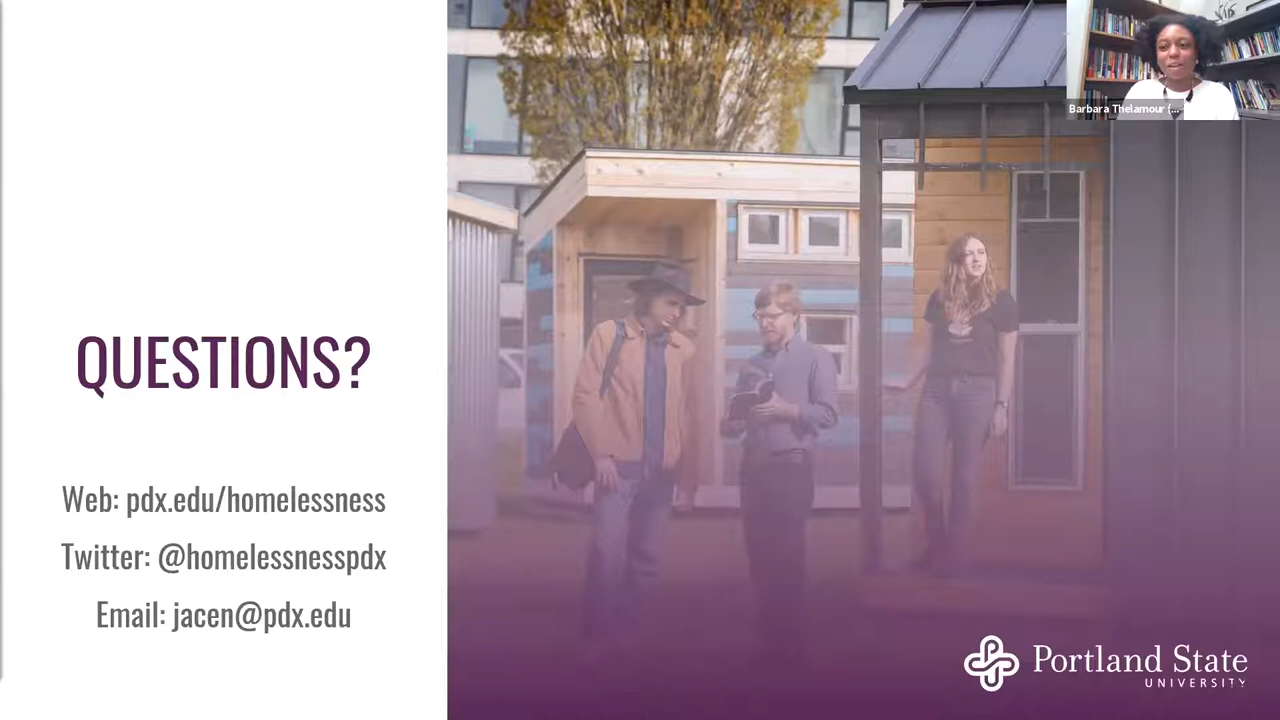 Barbara Thelamour (...
QUESTIONS?
Web: pdx.edu/homelessness
Twitter: @homelessnesspdx
Email: jacen@pdx.edu
Portland State
UNIVERSITY